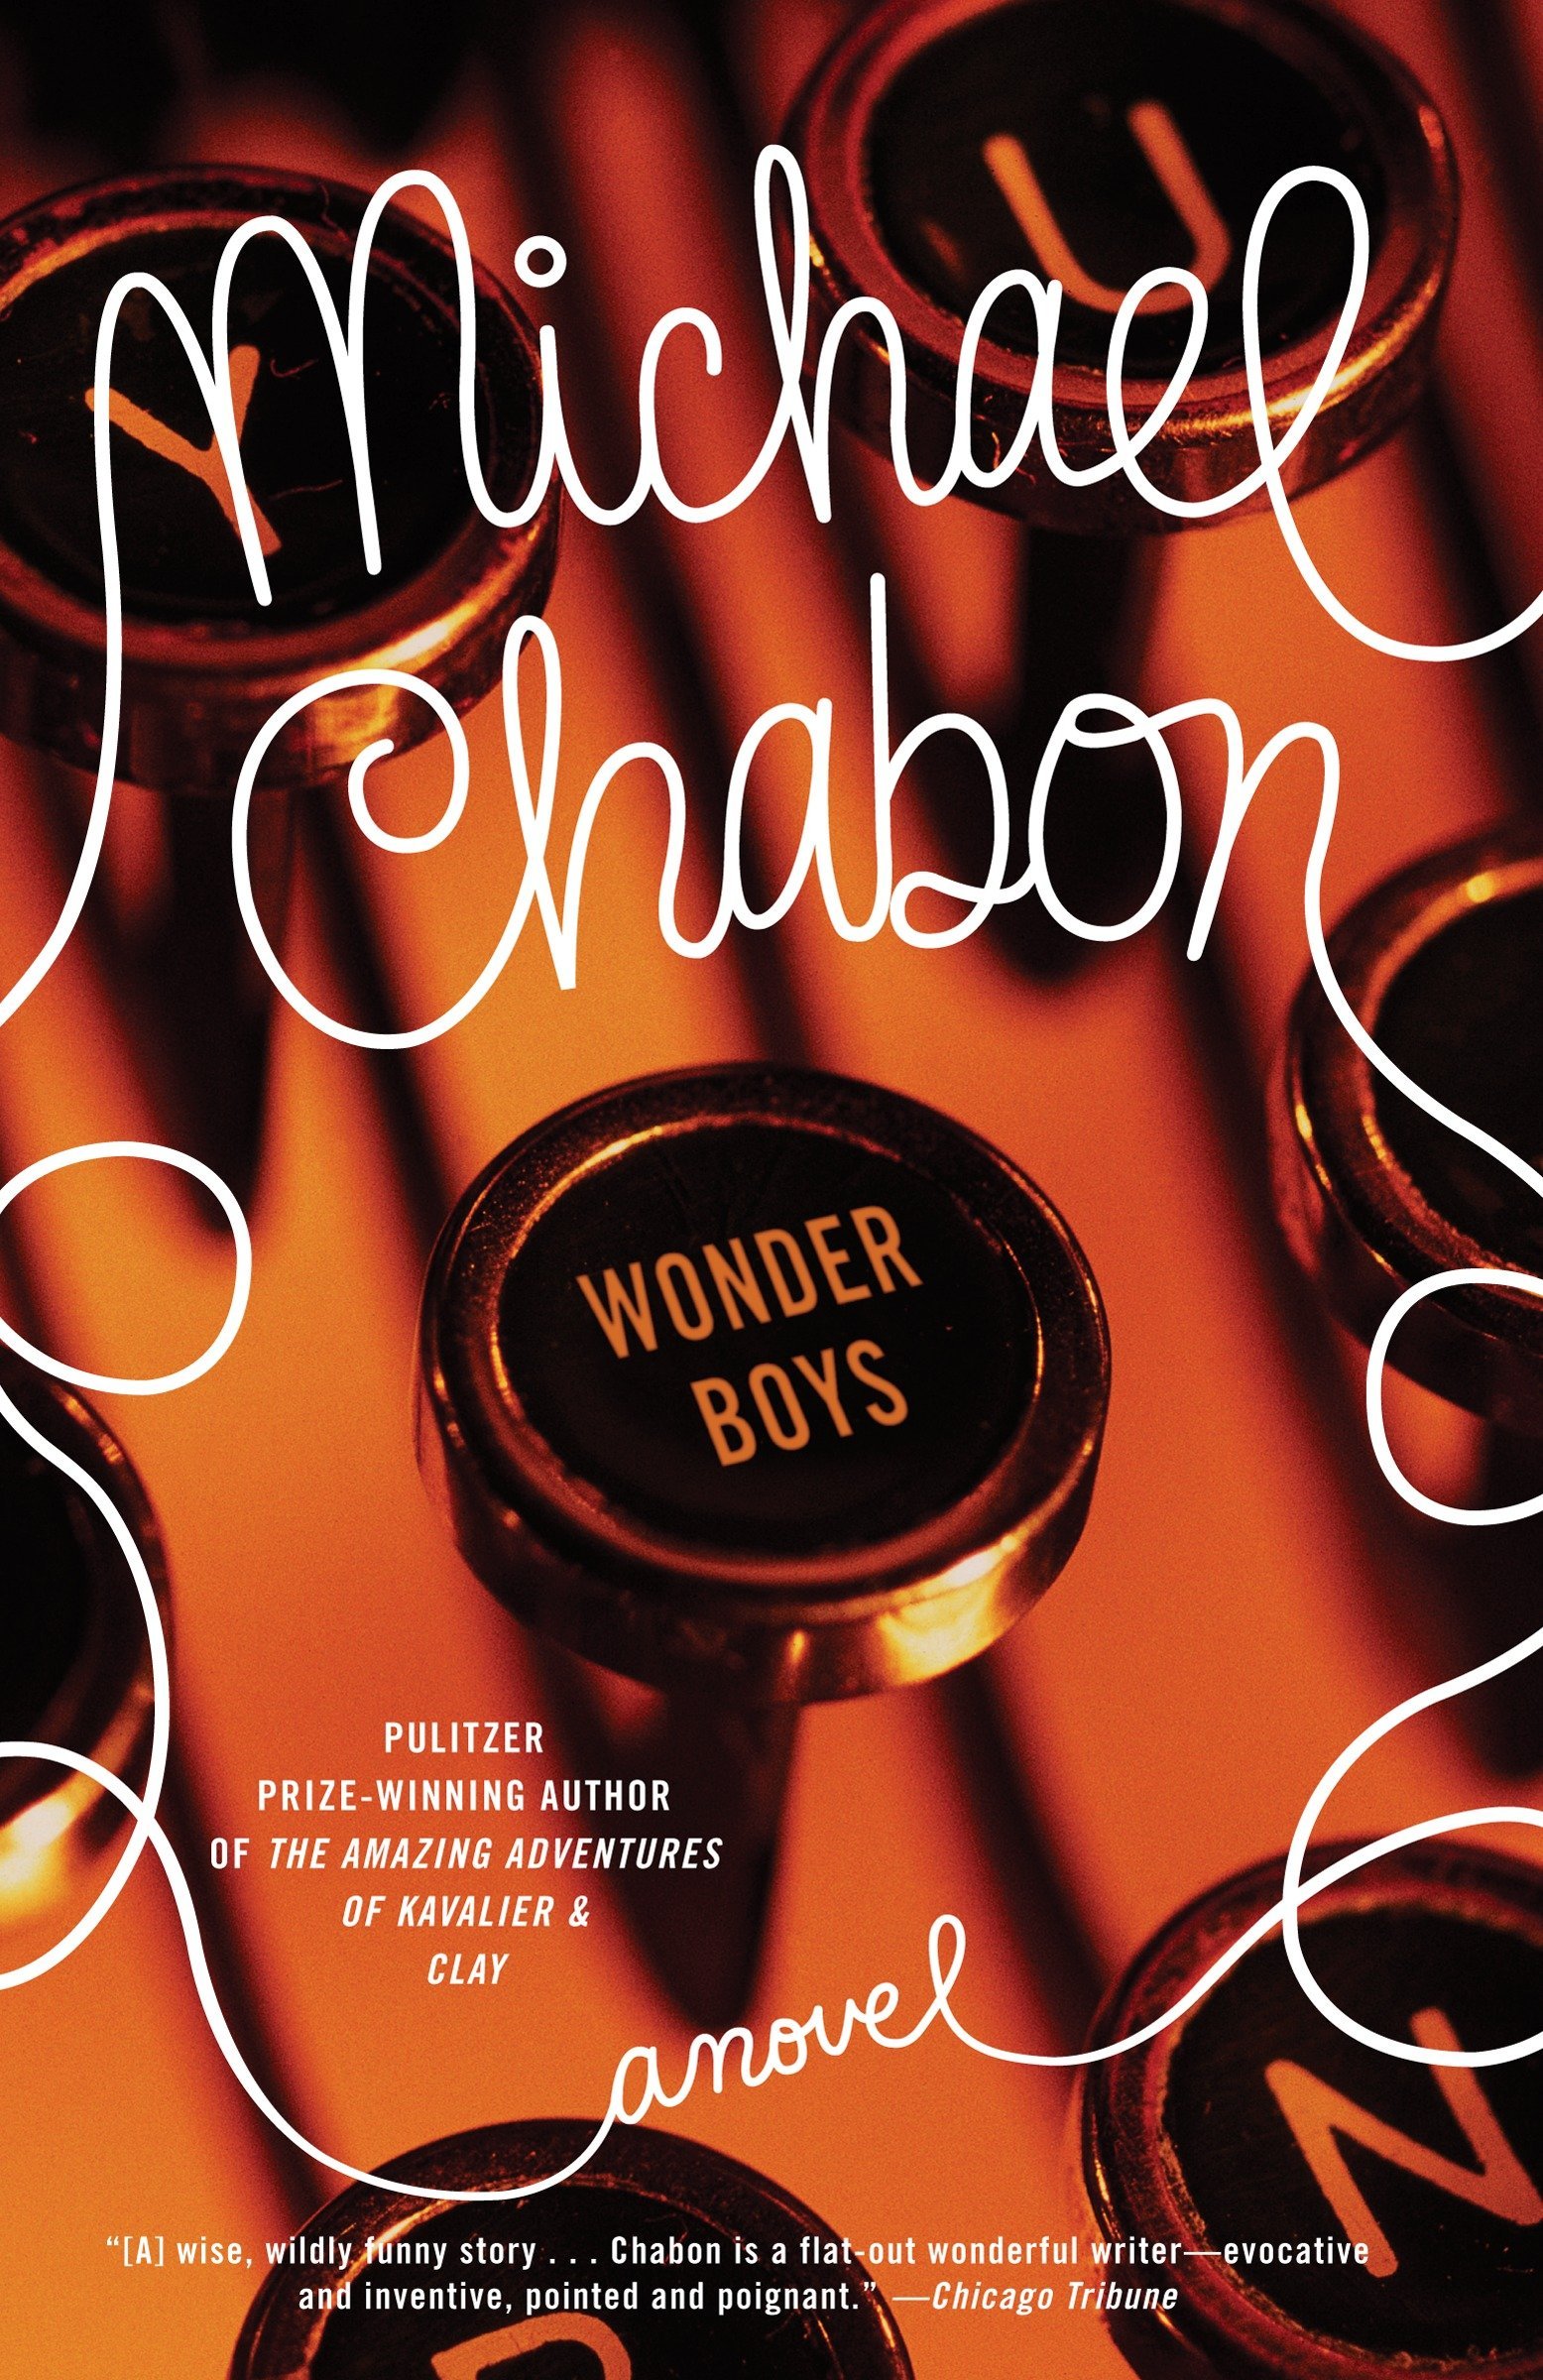 Y
U
Michael
Chabon
WONDER
BOYS
PULITZER
PRIZE-WINNING AUTHOR
OF THE AMAZING ADVENTURES
OF KAVALIER &
CLAY
a novel
N
“[A] wise, wildly funny story . . . Chabon is a flat-out wonderful writer—evocative
and inventive, pointed and poignant.” —Chicago Tribune